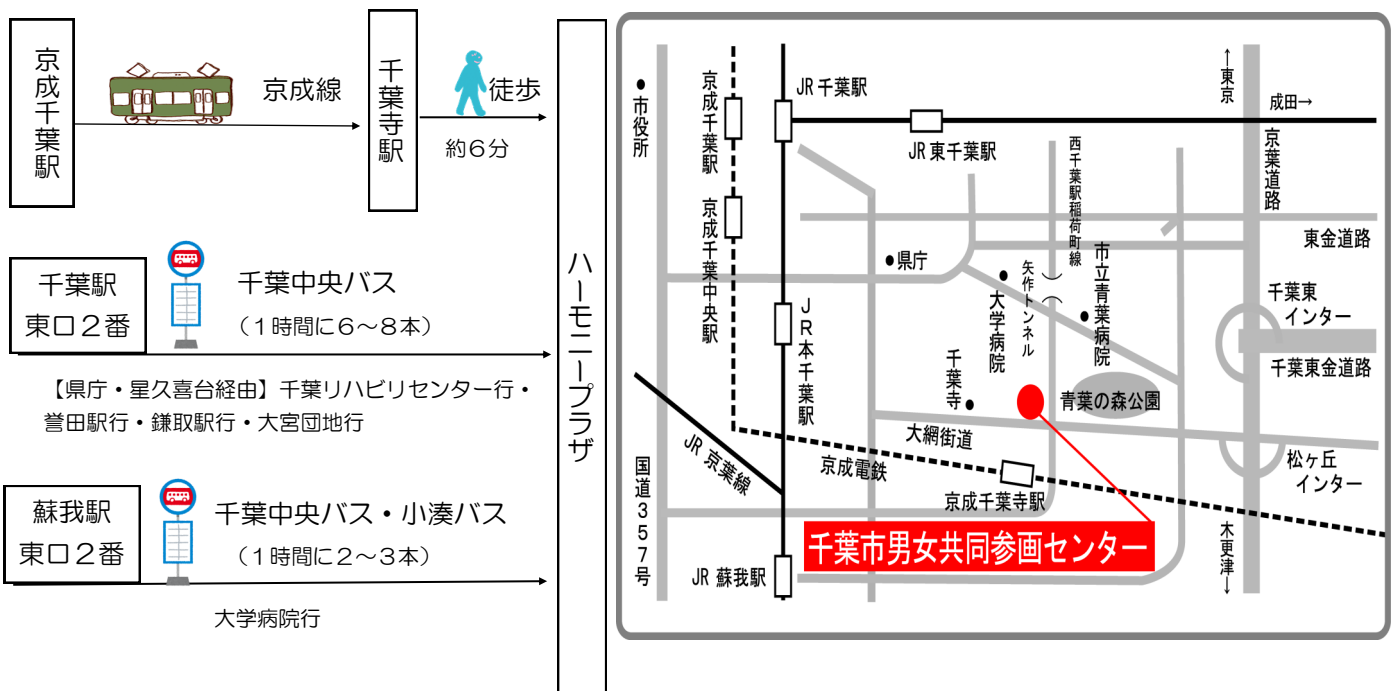 京成千葉駅
京成線
千葉寺駅
徒歩
約6分
千葉駅
東口2番
千葉中央バス
（1時間に6～8本）
【県庁・星久喜台経由】千葉リハビリセンター行・
誉田駅行・鎌取駅行・大宮団地行
蘇我駅
東口2番
千葉中央バス・小湊バス
（1時間に2～3本）
大学病院行
ハーモニープラザ
市役所
京成千葉駅
JR千葉駅
JR東千葉駅
西千葉駅稲荷町線
←東京
成田→
京葉道路
東金道路
京成千葉中央駅
県庁
大学病院
矢作トンネル
市立青葉病院
千葉東
インター
千葉東金道路
JR本千葉駅
千葉寺
青葉の森公園
大網街道
JR京葉線
京成電鉄
京成千葉寺駅
松ヶ丘
インター
国道357号
千葉市男女共同参画センター
木更津→
JR蘇我駅